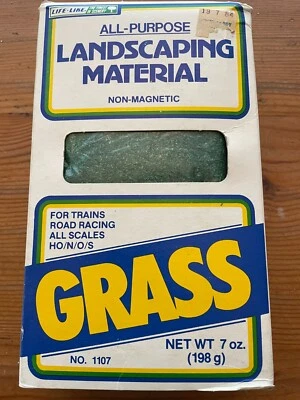 LIFE-LIKE
ALL-PURPOSE
LANDSCAPING
MATERIAL
NON-MAGNETIC
FOR TRAINS
ROAD RACING
ALL SCALES
HO/N/O/S
GRASS
NET WT 7 oz.
(198 g)
NO. 1107